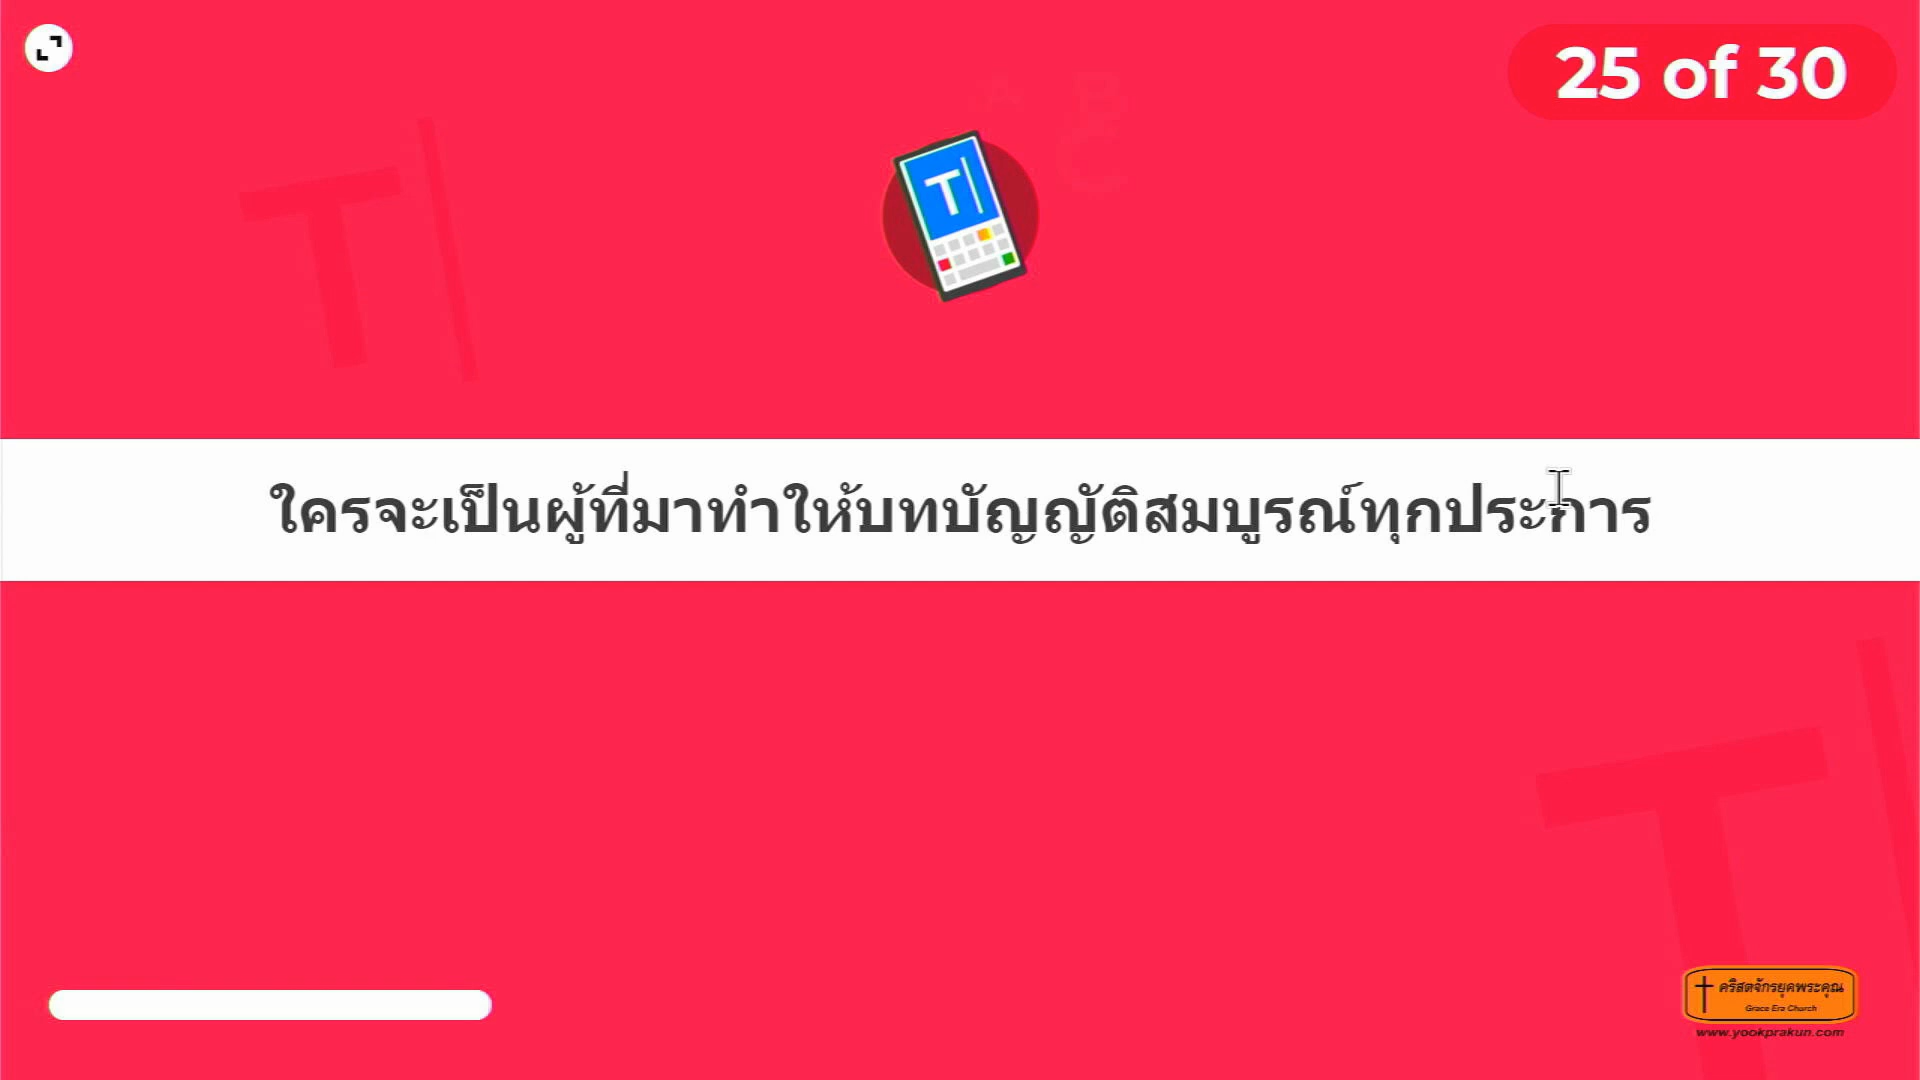 25 of 30
A B
C
T
T
ใครจะเป็นผู้ที่มาทำให้บทบัญญัติสมบูรณ์ทุกประการ
T
คริสตจักรยุคพระคุณ
Grace Era Church
www.yookprakun.com